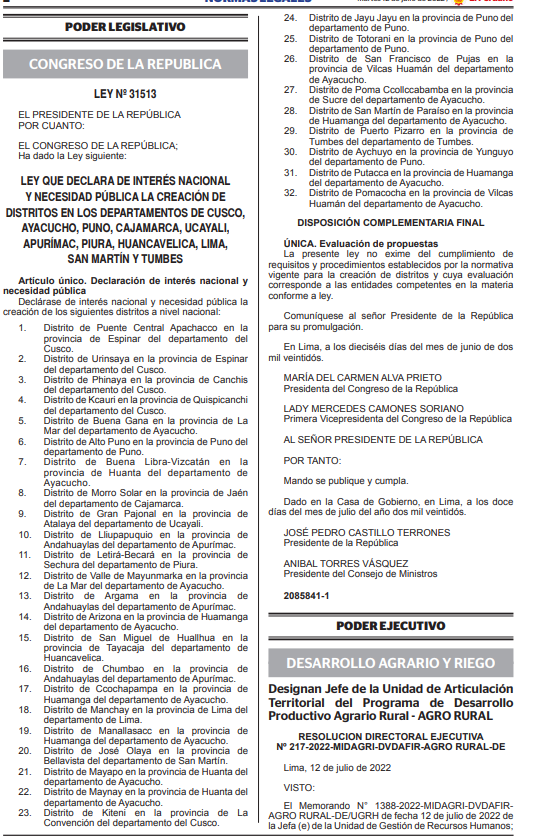 NORMAS LEGALES
PODER LEGISLATIVO
CONGRESO DE LA REPUBLICA
LEY Nº 31513
EL PRESIDENTE DE LA REPÚBLICA
POR CUANTO:
EL CONGRESO DE LA REPÚBLICA;
Ha dado la Ley siguiente:
LEY QUE DECLARA DE INTERÉS NACIONAL
Y NECESIDAD PÚBLICA LA CREACIÓN DE
DISTRITOS EN LOS DEPARTAMENTOS DE CUSCO,
AYACUCHO, PUNO, CAJAMARCA, UCAYALI,
APURÍMAC, PIURA, HUANCAVELICA, LIMA,
SAN MARTÍN Y TUMBES
Artículo único. Declaración de interés nacional y
necesidad pública
Declárase de interés nacional y necesidad pública la
creación de los siguientes distritos a nivel nacional:
1. Distrito de Puente Central Apachacco en la
provincia de Espinar del departamento del
Cusco.
2. Distrito de Urinsaya en la provincia de Espinar
del departamento del Cusco.
3. Distrito de Phinaya en la provincia de Canchis
del departamento del Cusco.
4. Distrito de Kcauri en la provincia de Quispicanchi
del departamento del Cusco.
5. Distrito de Buena Gana en la provincia de La
Mar del departamento de Ayacucho.
6. Distrito de Alto Puno en la provincia de Puno del
departamento de Puno.
7. Distrito de Buena Libra-Vizcatán en la
provincia de Huanta del departamento de
Ayacucho.
8. Distrito de Morro Solar en la provincia de Jaén
del departamento de Cajamarca.
9. Distrito de Gran Pajonal en la provincia de
Atalaya del departamento de Ucayali.
10. Distrito de Lliupapuquio en la provincia de
Andahuaylas del departamento de Apurímac.
11. Distrito de Letirá-Becará en la provincia de
Sechura del departamento de Piura.
12. Distrito de Valle de Mayunmarka en la provincia
de La Mar del departamento de Ayacucho.
13. Distrito de Argama en la provincia de
Andahuaylas del departamento de Apurímac.
14. Distrito de Arizona en la provincia de Huamanga
del departamento de Ayacucho.
15. Distrito de San Miguel de Huallhua en la
provincia de Tayacaja del departamento de
Huancavelica.
16. Distrito de Chumbao en la provincia de
Andahuaylas del departamento de Apurímac.
17. Distrito de Ccochapampa en la provincia de
Huamanga del departamento de Ayacucho.
18. Distrito de Manchay en la provincia de Lima del
departamento de Lima.
19. Distrito de Manallasacc en la provincia de
Huamanga del departamento de Ayacucho.
20. Distrito de José Olaya en la provincia de
Bellavista del departamento de San Martín.
21. Distrito de Mayapo en la provincia de Huanta del
departamento de Ayacucho.
22. Distrito de Maynay en la provincia de Huanta del
departamento de Ayacucho.
23. Distrito de Kiteni en la provincia de La
Convención del departamento del Cusco.
24. Distrito de Jayu Jayu en la provincia de Puno del
departamento de Puno.
25. Distrito de Totorani en la provincia de Puno del
departamento de Puno.
26. Distrito de San Francisco de Pujas en la
provincia de Vilcas Huamán del departamento
de Ayacucho.
27. Distrito de Poma Ccollccabamba en la provincia
de Sucre del departamento de Ayacucho.
28. Distrito de San Martín de Paraíso en la provincia
de Huamanga del departamento de Ayacucho.
29. Distrito de Puerto Pizarro en la provincia de
Tumbes del departamento de Tumbes.
30. Distrito de Aychuyo en la provincia de Yunguyo
del departamento de Puno.
31. Distrito de Putacca en la provincia de Huamanga
del departamento de Ayacucho.
32. Distrito de Pomacocha en la provincia de Vilcas
Huamán del departamento de Ayacucho.
DISPOSICIÓN COMPLEMENTARIA FINAL
ÚNICA. Evaluación de propuestas
La presente ley no exime del cumplimiento de
requisitos y procedimientos establecidos por la normativa
vigente para la creación de distritos y cuya evaluación
corresponde a las entidades competentes en la materia
conforme a ley.
Comuníquese al señor Presidente de la República
para su promulgación.
En Lima, a los dieciséis días del mes de junio de dos
mil veintidós.
MARÍA DEL CARMEN ALVA PRIETO
Presidenta del Congreso de la República
LADY MERCEDES CAMONES SORIANO
Primera Vicepresidenta del Congreso de la República
AL SEÑOR PRESIDENTE DE LA REPÚBLICA
POR TANTO:
Mando se publique y cumpla.
Dado en la Casa de Gobierno, en Lima, a los doce
días del mes de julio del año dos mil veintidós.
JOSÉ PEDRO CASTILLO TERRONES
Presidente de la República
ANIBAL TORRES VÁSQUEZ
Presidente del Consejo de Ministros
2085841-1
PODER EJECUTIVO
DESARROLLO AGRARIO Y RIEGO
Designan Jefe de la Unidad de Articulación
Territorial del Programa de Desarrollo
Productivo Agrario Rural - AGRO RURAL
RESOLUCION DIRECTORAL EJECUTIVA
Nº 217-2022-MIDAGRI-DVDAFIR-AGRO RURAL-DE
Lima, 12 de julio de 2022
VISTO:
El Memorando N° 1388-2022-MIDAGRI-DVDAFIR-
AGRO RURAL-DE/UGRH de fecha 12 de julio de 2022 de
la Jefa (e) de la Unidad de Gestión de Recursos Humanos;